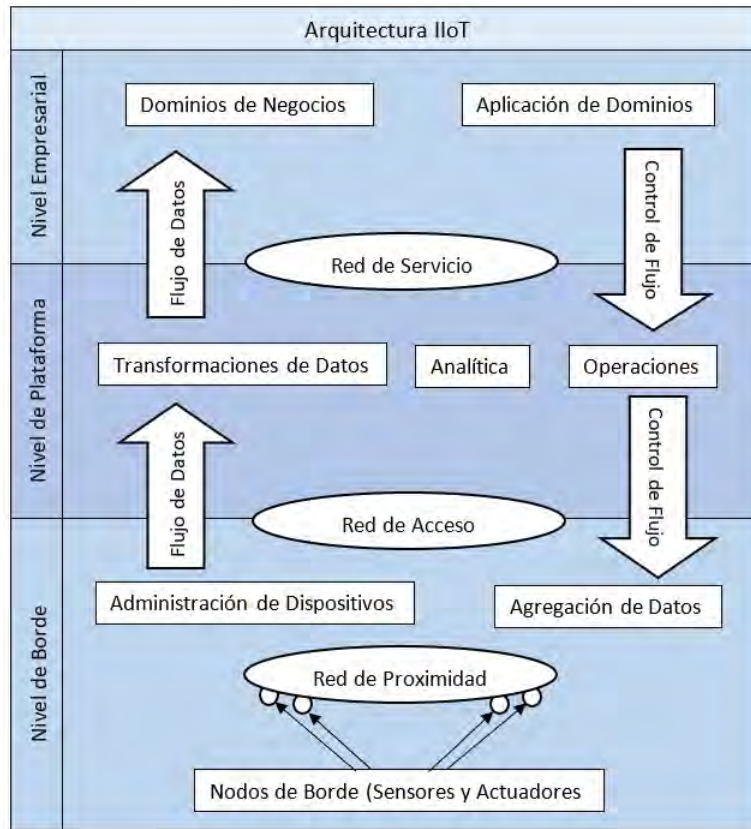 Arquitectura IIoT
Nivel Empresarial
Dominios de Negocios
Aplicación de Dominios
Flujo de Datos
Control de Flujo
Red de Servicio
Nivel de Plataforma
Transformaciones de Datos
Analítica
Operaciones
Flujo de Datos
Control de Flujo
Red de Acceso
Nivel de Borde
Administración de Dispositivos
Agregación de Datos
Red de Proximidad
Nodos de Borde (Sensores y Actuadores